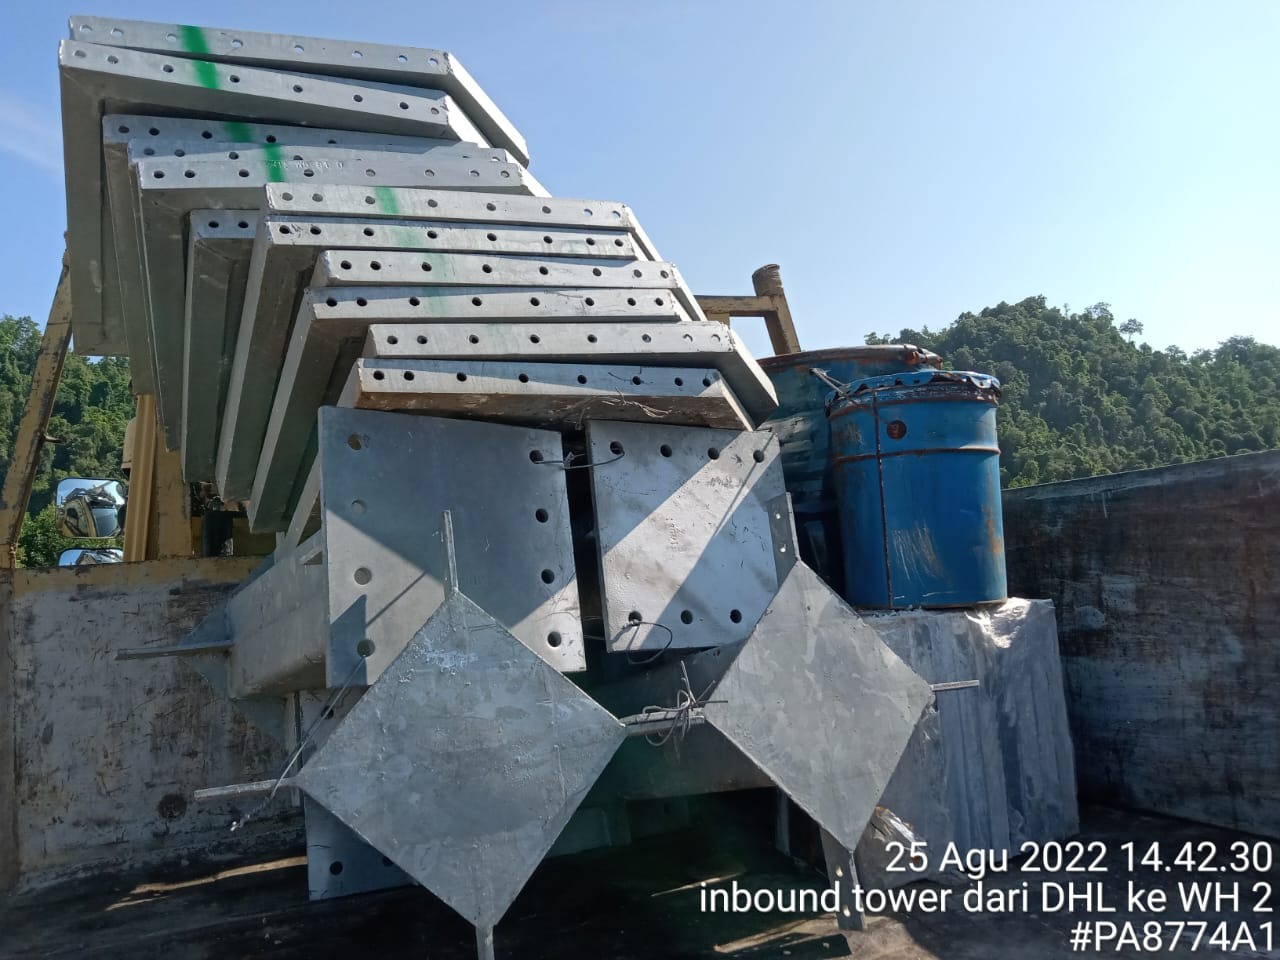 25 Agu 2022 14.42.30
inbound tower dari DHL ke WH 2
#PA8774A1